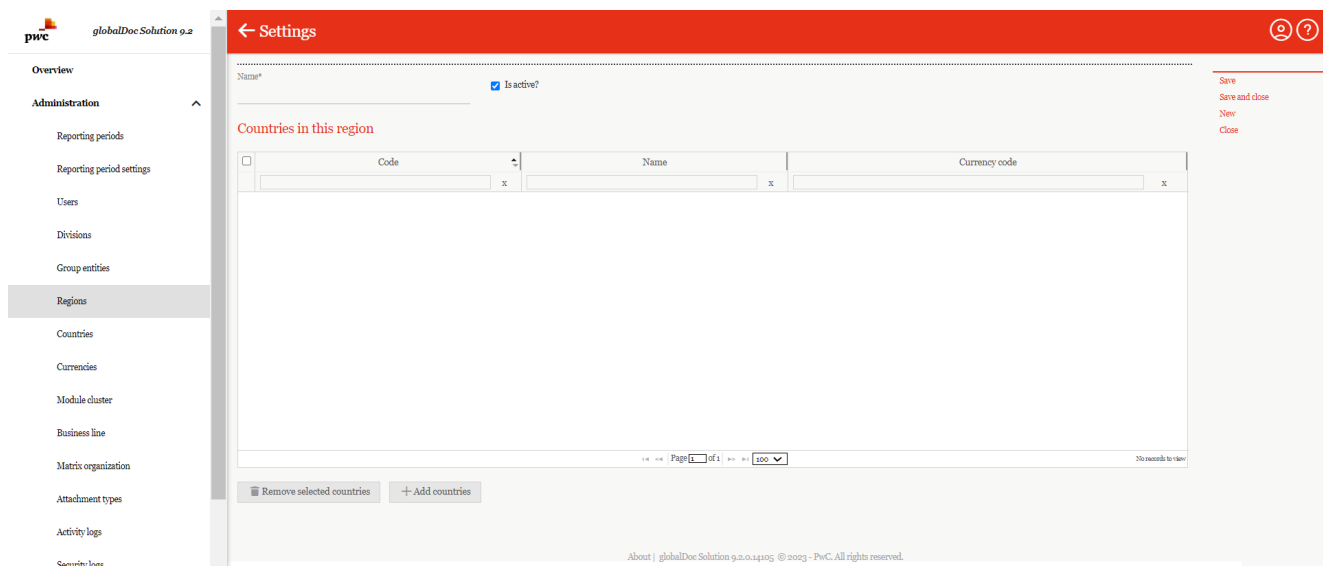 pwc
globalDoc Solution 9.2
Overview
Administration
Reporting periods
Reporting period settings
Users
Divisions
Group entities
Regions
Countries
Currencies
Module cluster
Business line
Matrix organization
Attachment types
Activity logs
Security logs
Settings
?
Name*
Is active?
Countries in this region
Code Name Currency code
x x x
Page 1 of 1 100 No records to view
Remove selected countries + Add countries
Save
Save and close
New
Close
About | globalDoc Solution 9.2.0.14105 © 2023 - PwC. All rights reserved.